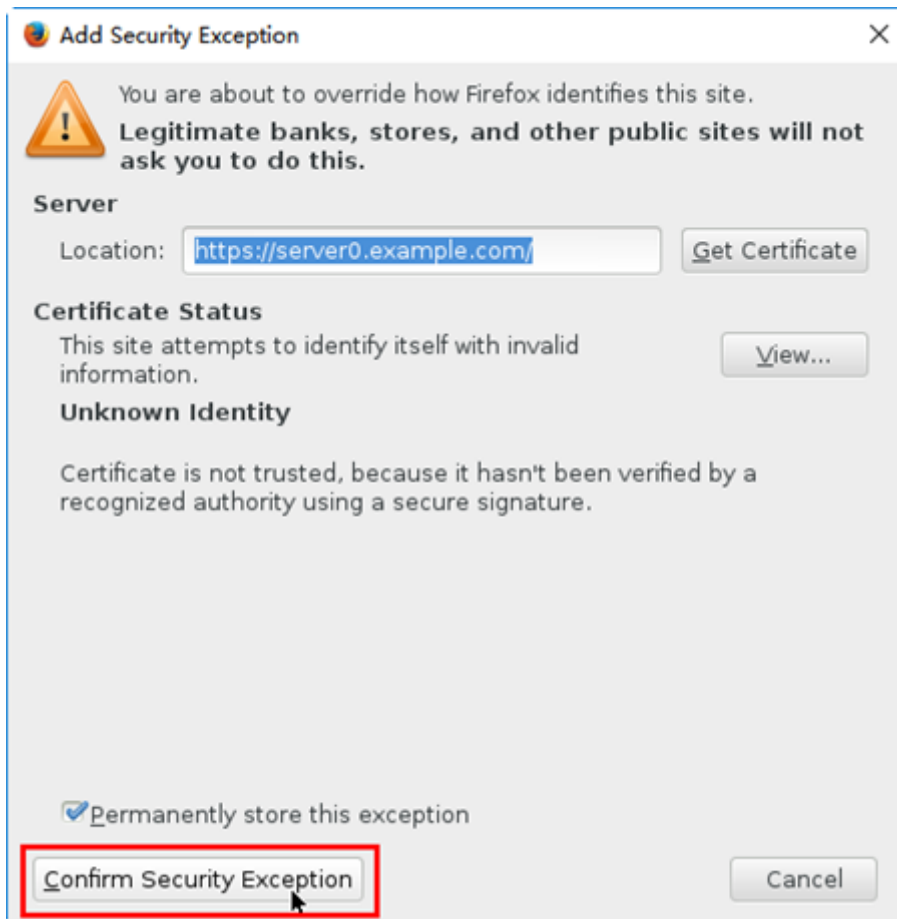 Add Security Exception
You are about to override how Firefox identifies this site.
Legitimate banks, stores, and other public sites will not
ask you to do this.
Server
Location: https://server0.example.com/ Get Certificate
Certificate Status
This site attempts to identify itself with invalid
information.
View...
Unknown Identity
Certificate is not trusted, because it hasn't been verified by a
recognized authority using a secure signature.
Permanently store this exception
Confirm Security Exception Cancel